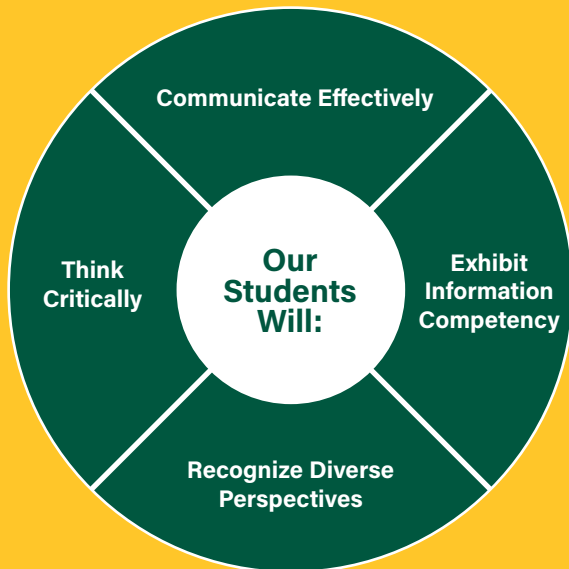 Communicate Effectively
Think
Critically
Our
Students
Will:
Exhibit
Information
Competency
Recognize Diverse
Perspectives